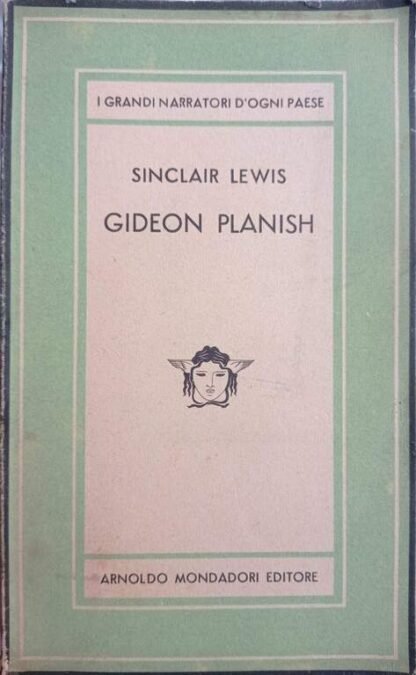 I GRANDI NARRATORI D'OGNI PAESE
SINCLAIR LEWIS
GIDEON PLANISH
ARNOLDO MONDADORI EDITORE